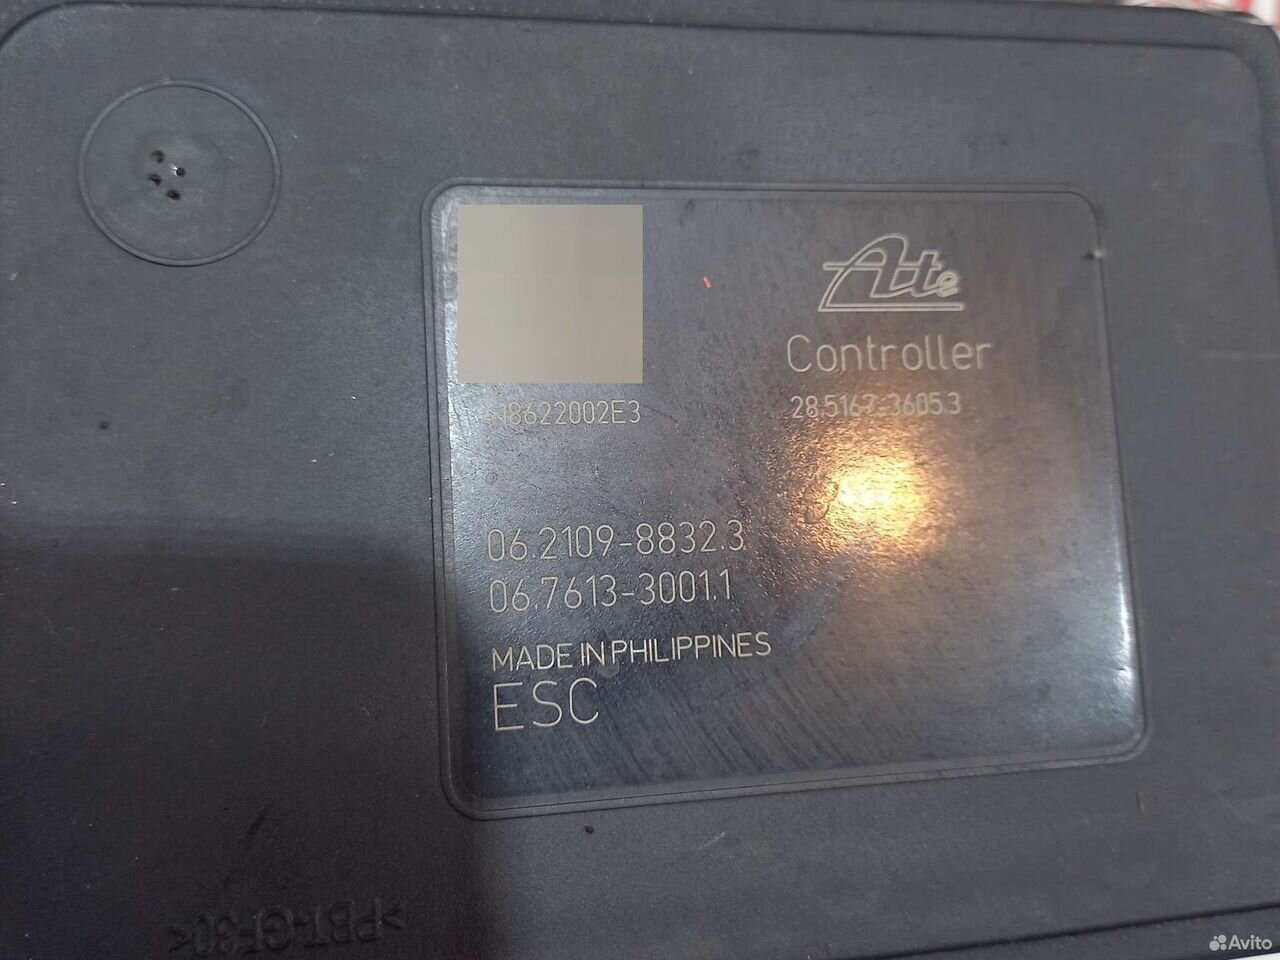 Ate
Controller
618622002E3
28.5167-3605.3
06.2109-8832.3
06.7613-3001.1
MADE IN PHILIPPINES
ESC
>PBT-GF30<
Avito